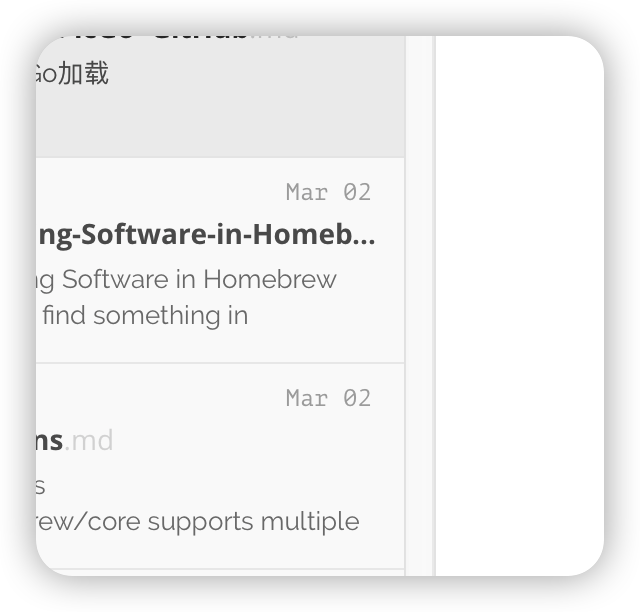 Go加载
Mar 02
ng-Software-in-Homeb...
ng Software in Homebrew
find something in
Mar 02
ns.md
s
rew/core supports multiple